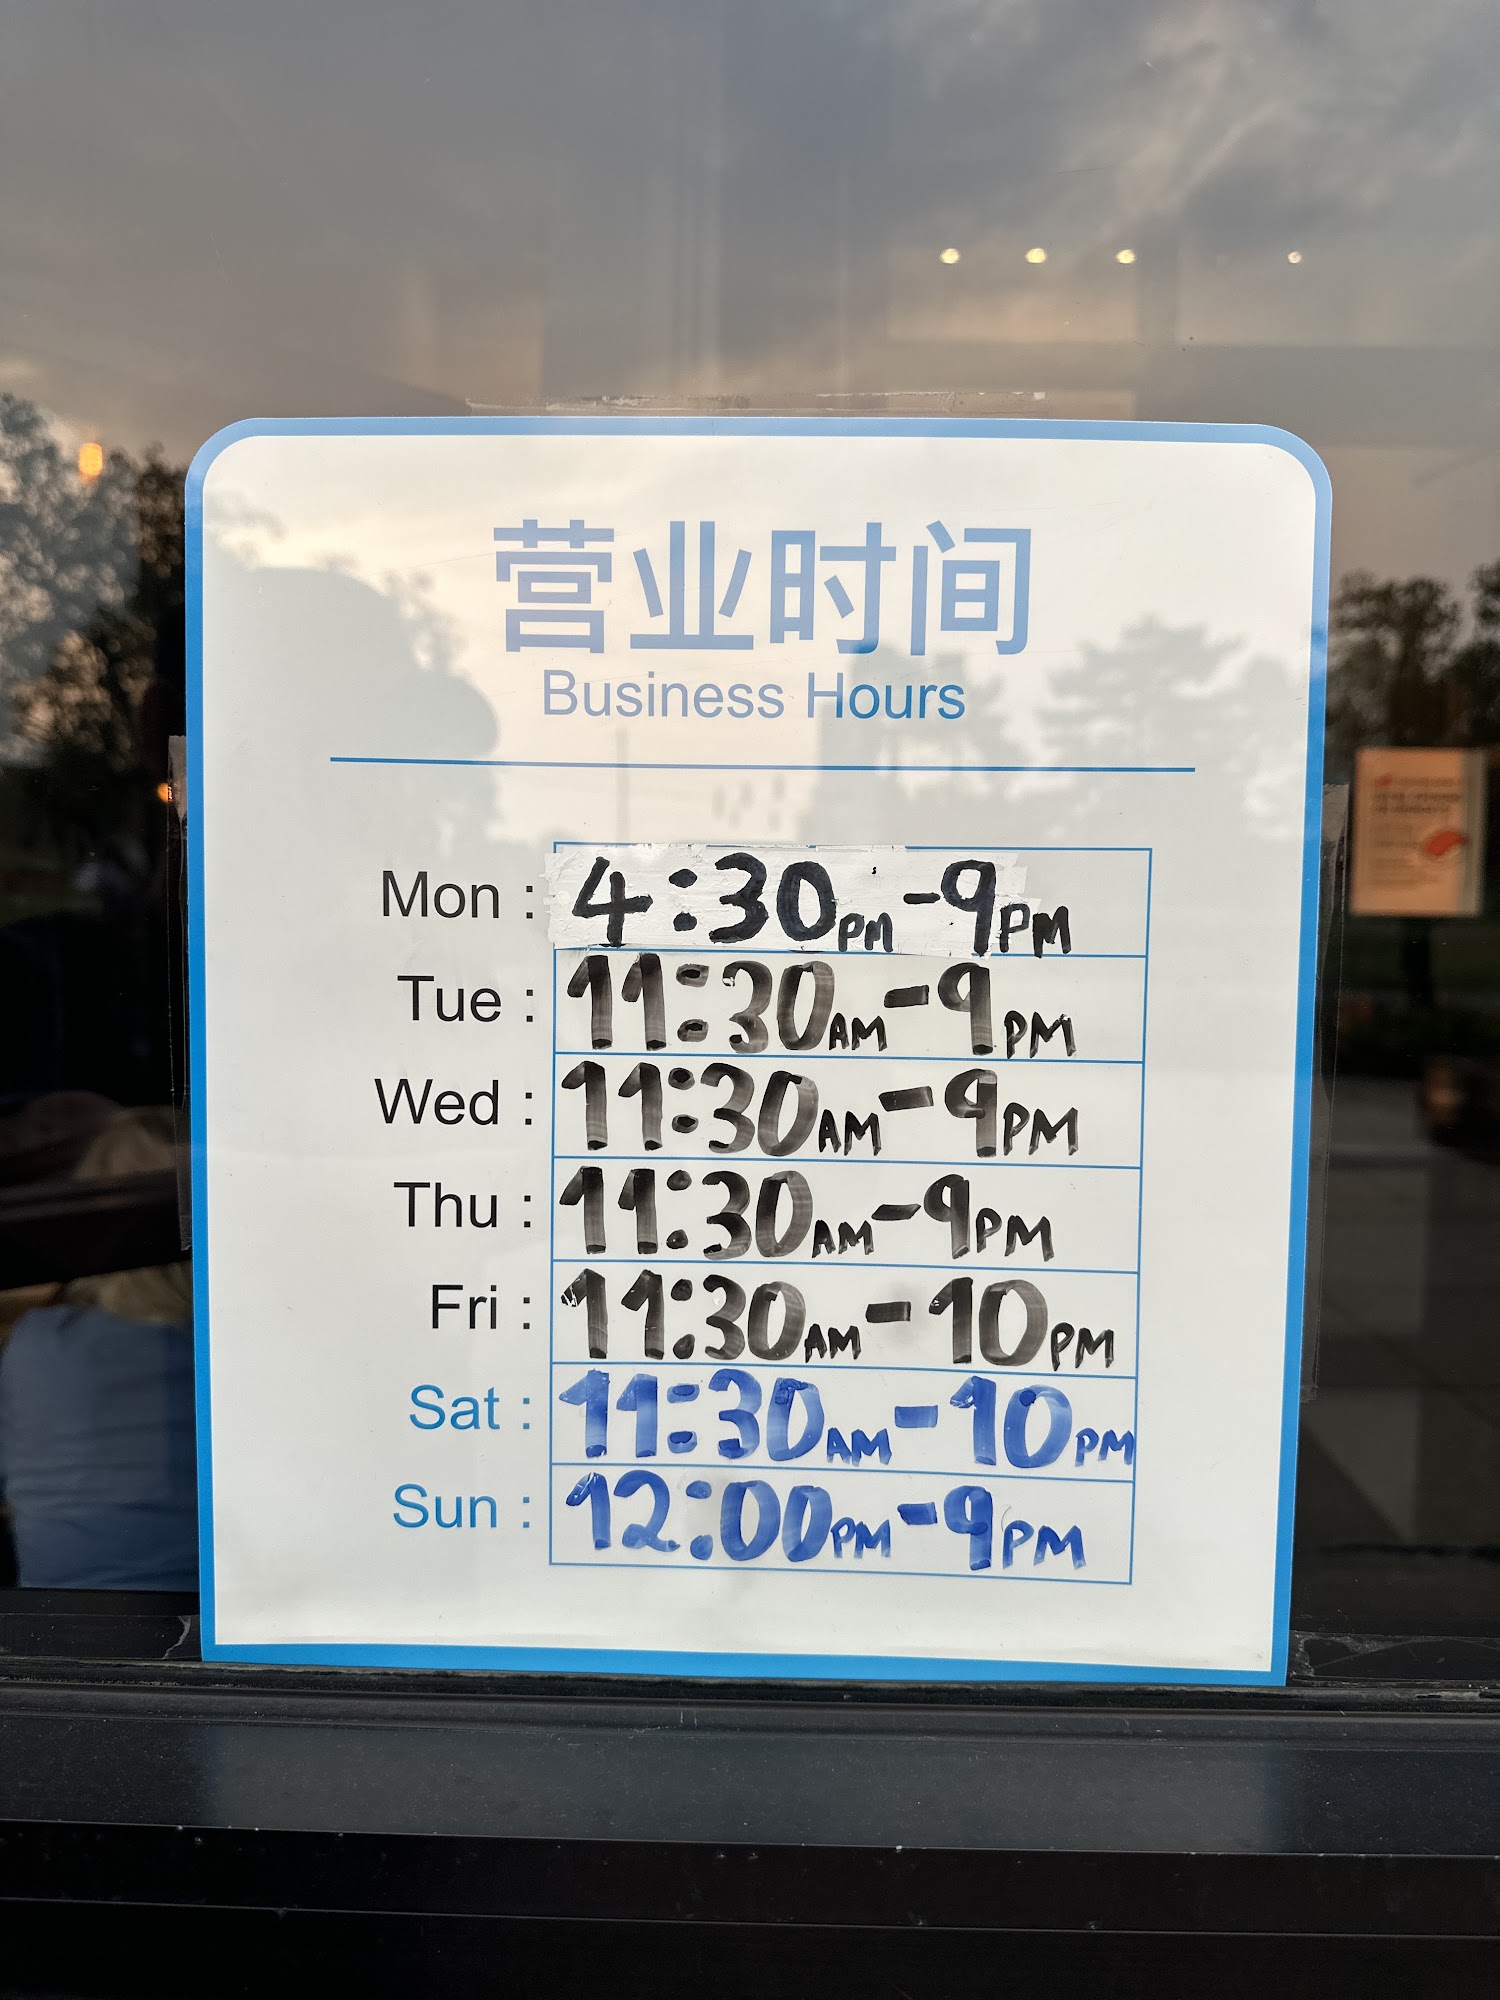 营业时间
Business Hours
Mon : 4:30PM-9PM
Tue : 11:30AM-9PM
Wed : 11:30AM-9PM
Thu : 11:30AM-9PM
Fri : 11:30AM-10PM
Sat : 11:30AM-10PM
Sun : 12:00PM-9PM